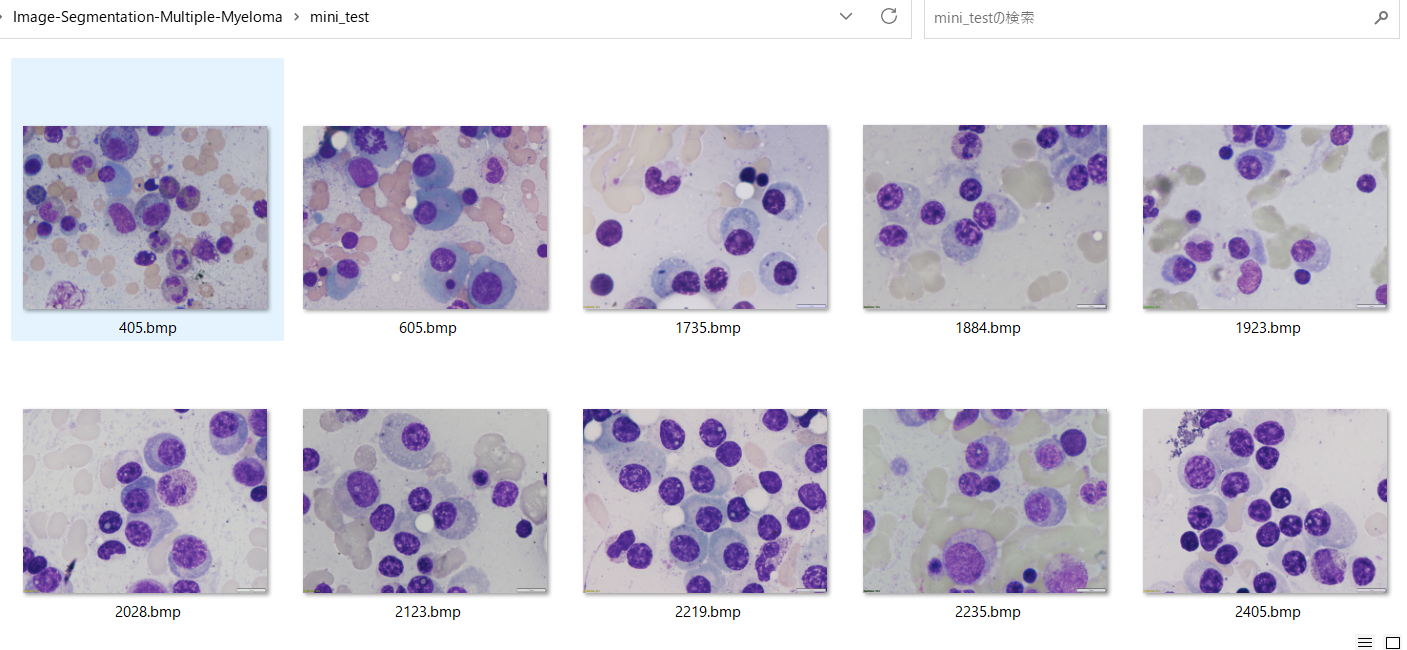 Image-Segmentation-Multiple-Myeloma > mini_test
mini_testの検索
405.bmp
605.bmp
1735.bmp
1884.bmp
1923.bmp
2028.bmp
2123.bmp
2219.bmp
2235.bmp
2405.bmp